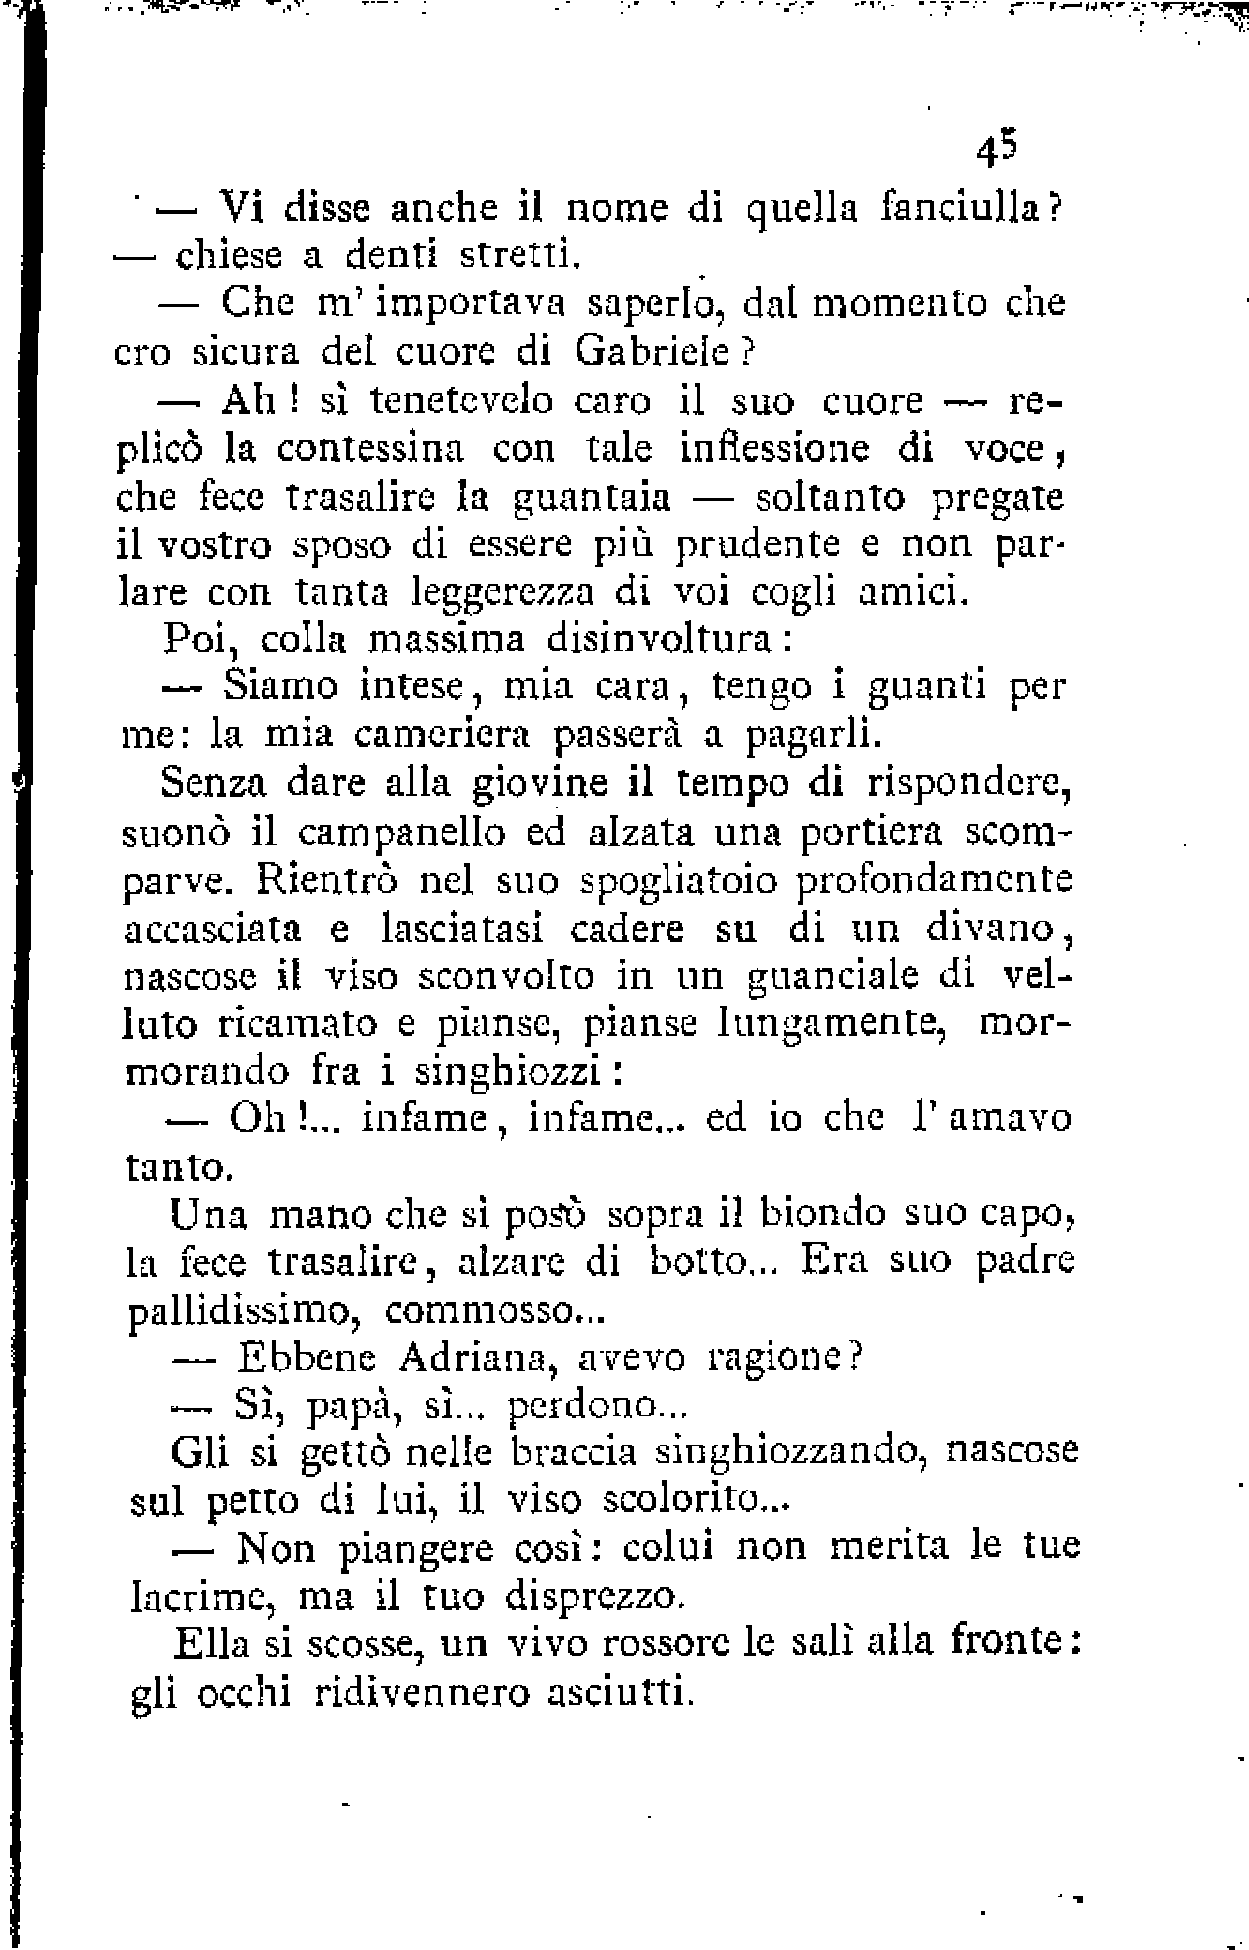 45
— Vi disse anche il nome di quella fanciulla?
— chiese a denti stretti.
— Che m' importava saperlo, dal momento che
ero sicura del cuore di Gabriele?
— Ah! sì tenetevelo caro il suo cuore — re-
plicò la contessina con tale inflessione di voce,
che fece trasalire la guantaia — soltanto pregate
il vostro sposo di essere più prudente e non par-
lare con tanta leggerezza di voi cogli amici.
Poi, colla massima disinvoltura:
— Siamo intese, mia cara, tengo i guanti per
me: la mia cameriera passerà a pagarli.
Senza dare alla giovine il tempo di rispondere,
suonò il campanello ed alzata una portiera scom-
parve. Rientrò nel suo spogliatoio profondamente
accasciata e lasciatasi cadere su di un divano,
nascose il viso sconvolto in un guanciale di vel-
luto ricamato e pianse, pianse lungamente, mor-
morando fra i singhiozzi:
— Oh!... infame, infame... ed io che l' amavo
tanto.
Una mano che si posò sopra il biondo suo capo,
la fece trasalire, alzare di botto... Era suo padre
pallidissimo, commosso...
— Ebbene Adriana, avevo ragione?
— Sì, papà, sì... perdono...
Gli si gettò nelle braccia singhiozzando, nascose
sul petto di lui, il viso scolorito...
— Non piangere così: colui non merita le tue
lacrime, ma il tuo disprezzo.
Ella si scosse, un vivo rossore le salì alla fronte:
gli occhi ridivennero asciutti.